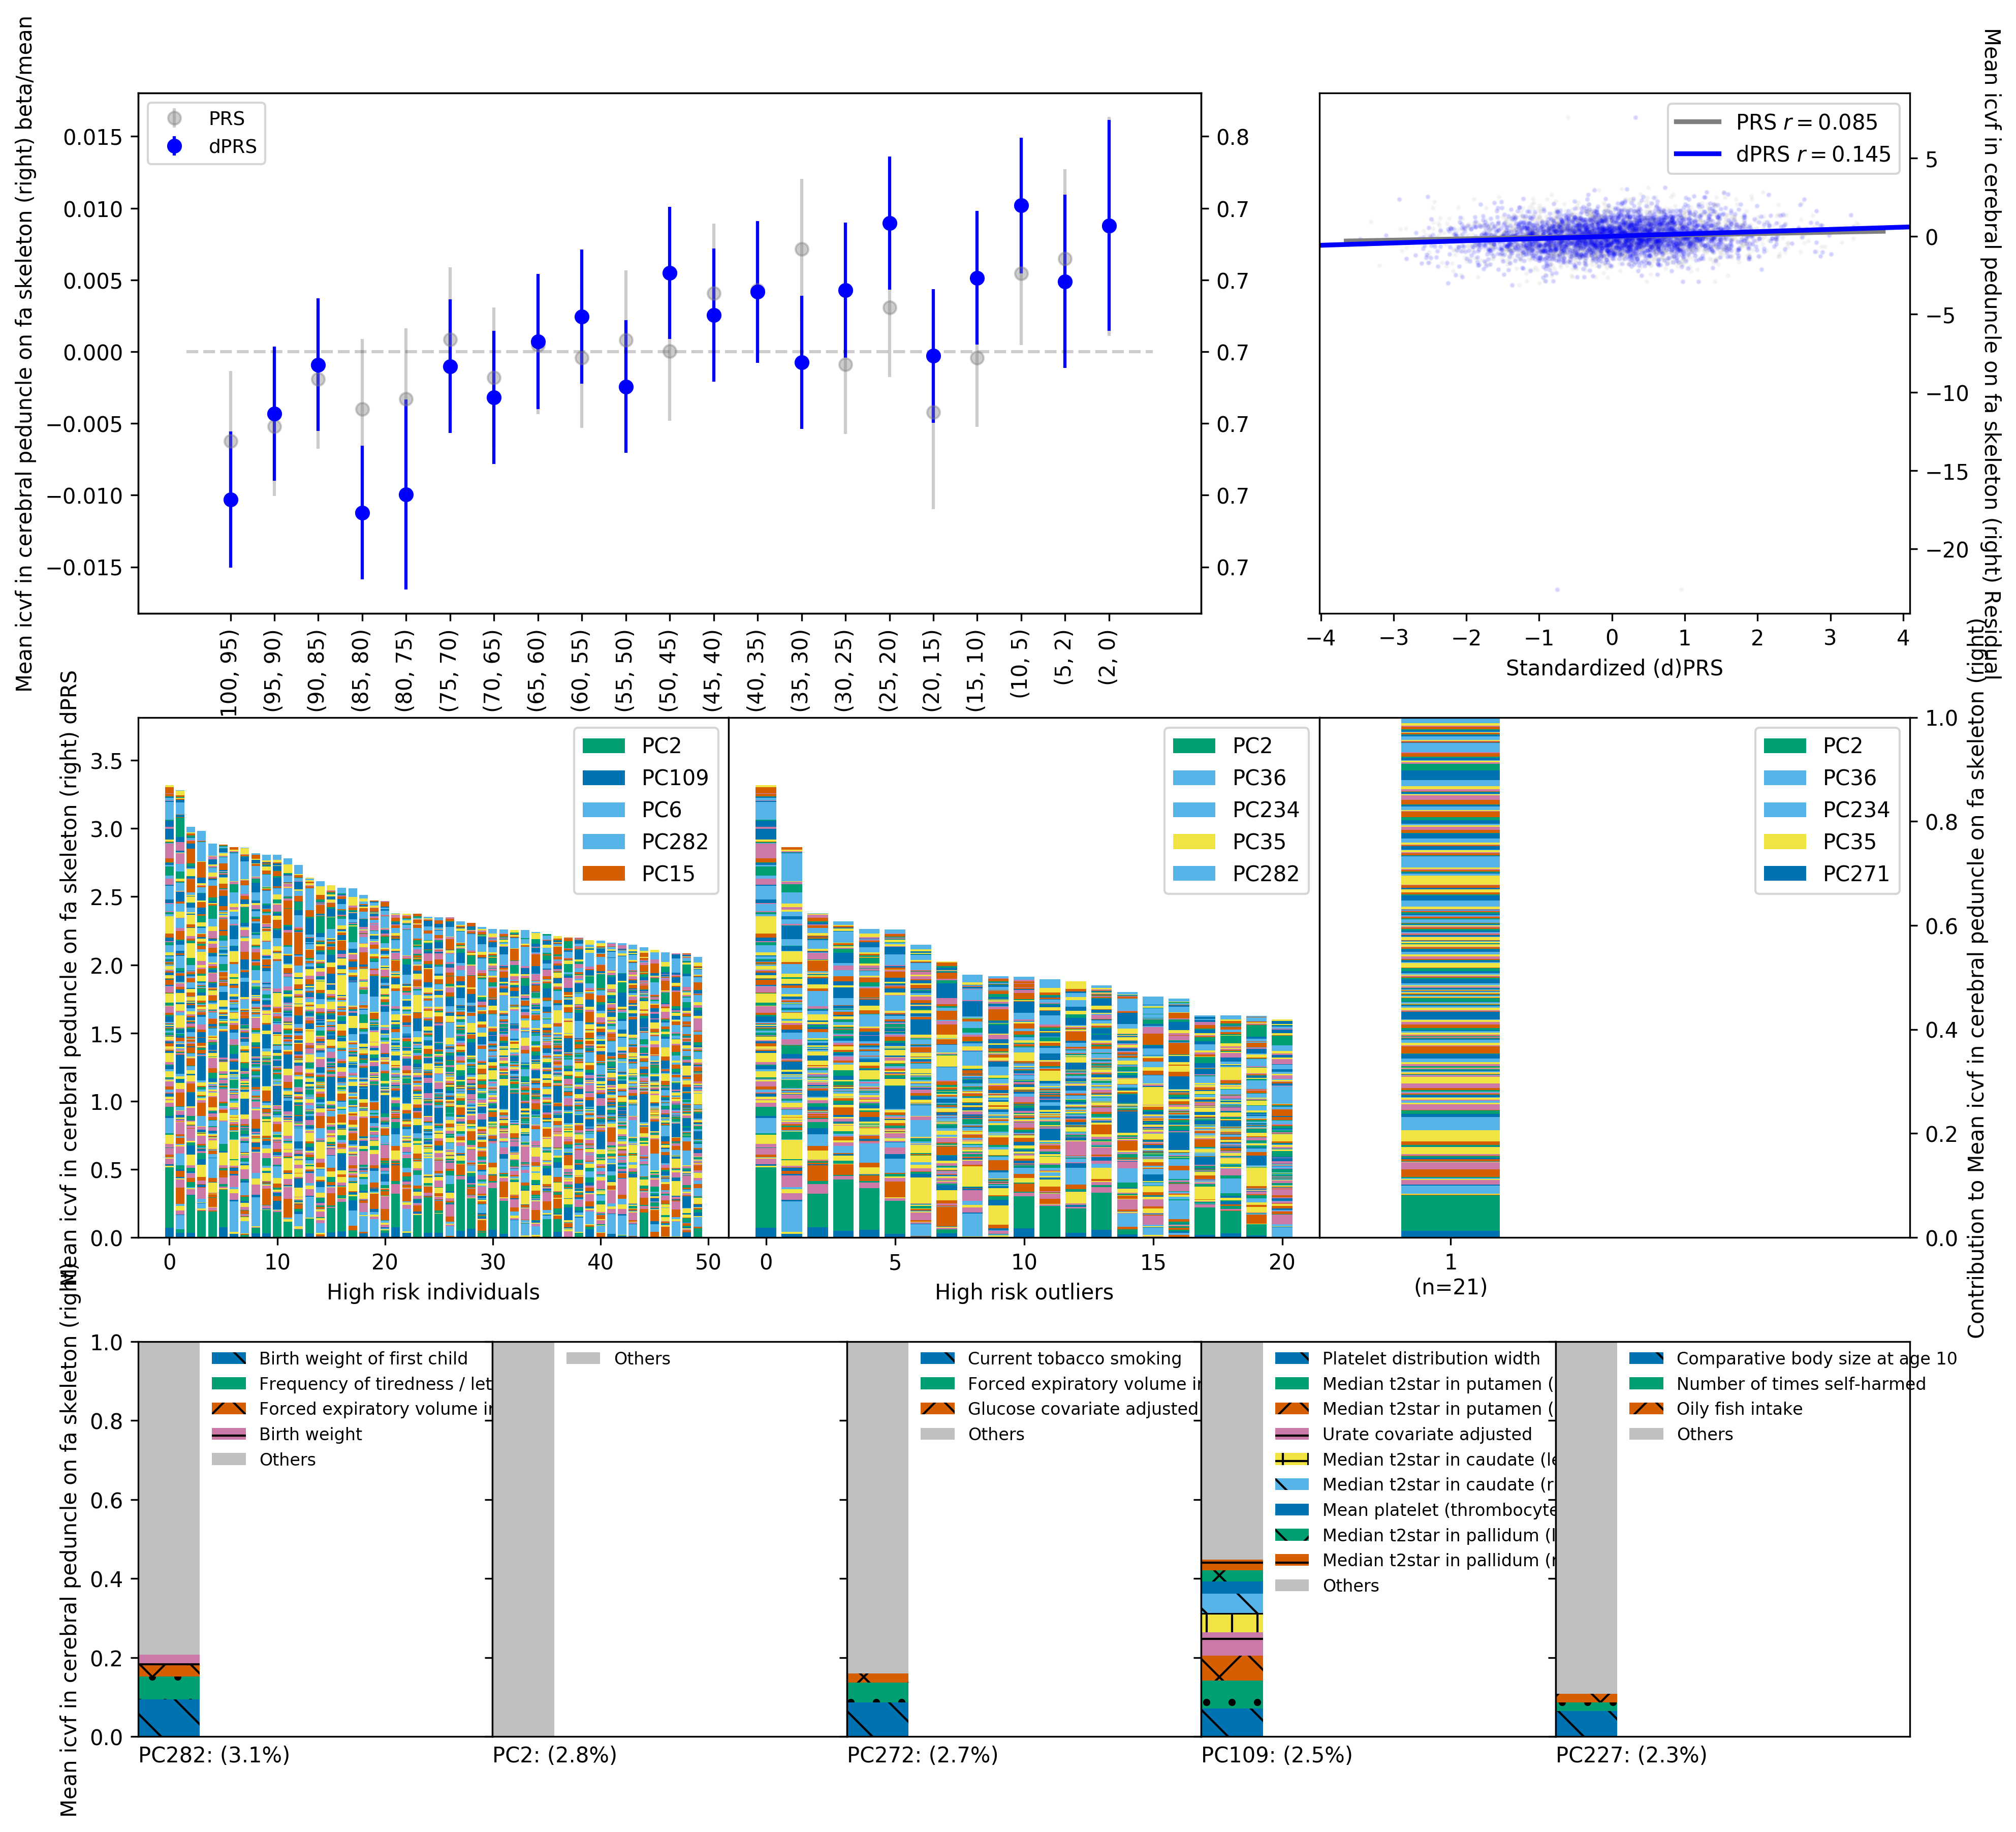 Mean icvf in cerebral peduncle on fa skeleton (right) beta/mean
0.015
0.010
0.005
0.000
−0.005
−0.010
−0.015
PRS
dPRS
0.8
0.7
0.7
0.7
0.7
0.7
0.7
100, 95)
(95, 90)
(90, 85)
(85, 80)
(80, 75)
(75, 70)
(70, 65)
(65, 60)
(60, 55)
(55, 50)
(50, 45)
(45, 40)
(40, 35)
(35, 30)
(30, 25)
(25, 20)
(20, 15)
(15, 10)
(10, 5)
(5, 2)
(2, 0)
PRS r = 0.085
dPRS r = 0.145
5
0
−5
−10
−15
−20
Mean icvf in cerebral peduncle on fa skeleton (right) Residual
−4
−3
−2
−1
0
1
2
3
4
Standardized (d)PRS
Mean icvf in cerebral peduncle on fa skeleton (right) dPRS
3.5
3.0
2.5
2.0
1.5
1.0
0.5
0.0
PC2
PC109
PC6
PC282
PC15
0
10
20
30
40
50
High risk individuals
PC2
PC36
PC234
PC35
PC282
0
5
10
15
20
High risk outliers
PC2
PC36
PC234
PC35
PC271
1
(n=21)
1.0
0.8
0.6
0.4
0.2
0.0
Contribution to Mean icvf in cerebral peduncle on fa skeleton (right)
Mean icvf in cerebral peduncle on fa skeleton (right)
1.0
0.8
0.6
0.4
0.2
0.0
Birth weight of first child
Frequency of tiredness / let
Forced expiratory volume in
Birth weight
Others
PC282: (3.1%)
Others
PC2: (2.8%)
Current tobacco smoking
Forced expiratory volume in
Glucose covariate adjusted
Others
PC272: (2.7%)
Platelet distribution width
Median t2star in putamen (
Median t2star in putamen (
Urate covariate adjusted
Median t2star in caudate (le
Median t2star in caudate (r
Mean platelet (thrombocyte
Median t2star in pallidum (l
Median t2star in pallidum (r
Others
PC109: (2.5%)
Comparative body size at age 10
Number of times self-harmed
Oily fish intake
Others
PC227: (2.3%)